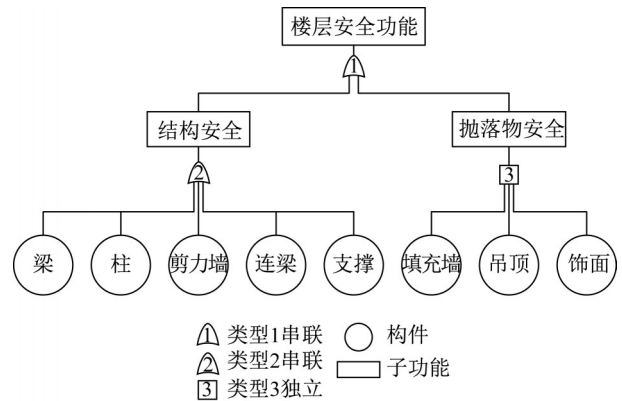 楼层安全功能
1
结构安全
抛落物安全
2
3
梁
柱
剪力墙
连梁
支撑
填充墙
吊顶
饰面
1 类型1串联
构件
2 类型2串联
子功能
3 类型3独立